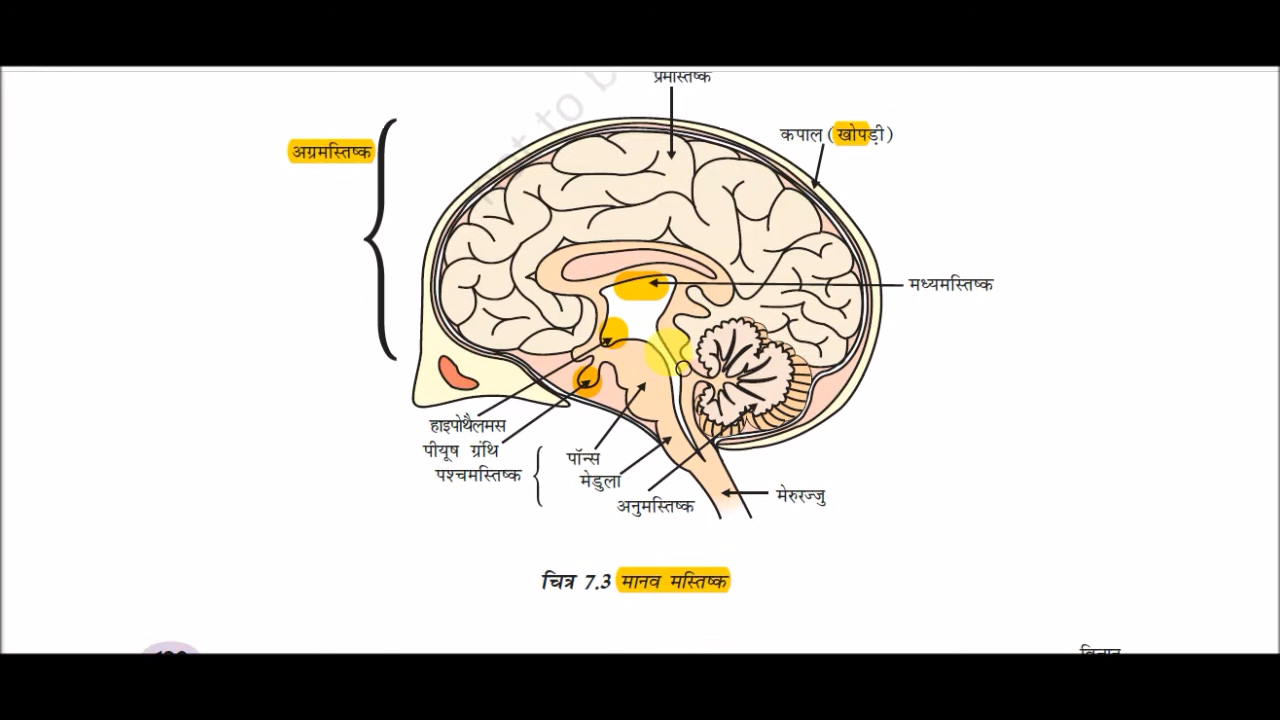 प्रमस्तिष्क
कपाल (खोपड़ी)
अग्रमस्तिष्क
मध्यमस्तिष्क
हाइपोथैलमस
पीयूष ग्रंथि
पश्चमस्तिष्क
पॉन्स
मेडुला
अनुमस्तिष्क
मेरुरज्जु
चित्र 7.3 मानव मस्तिष्क